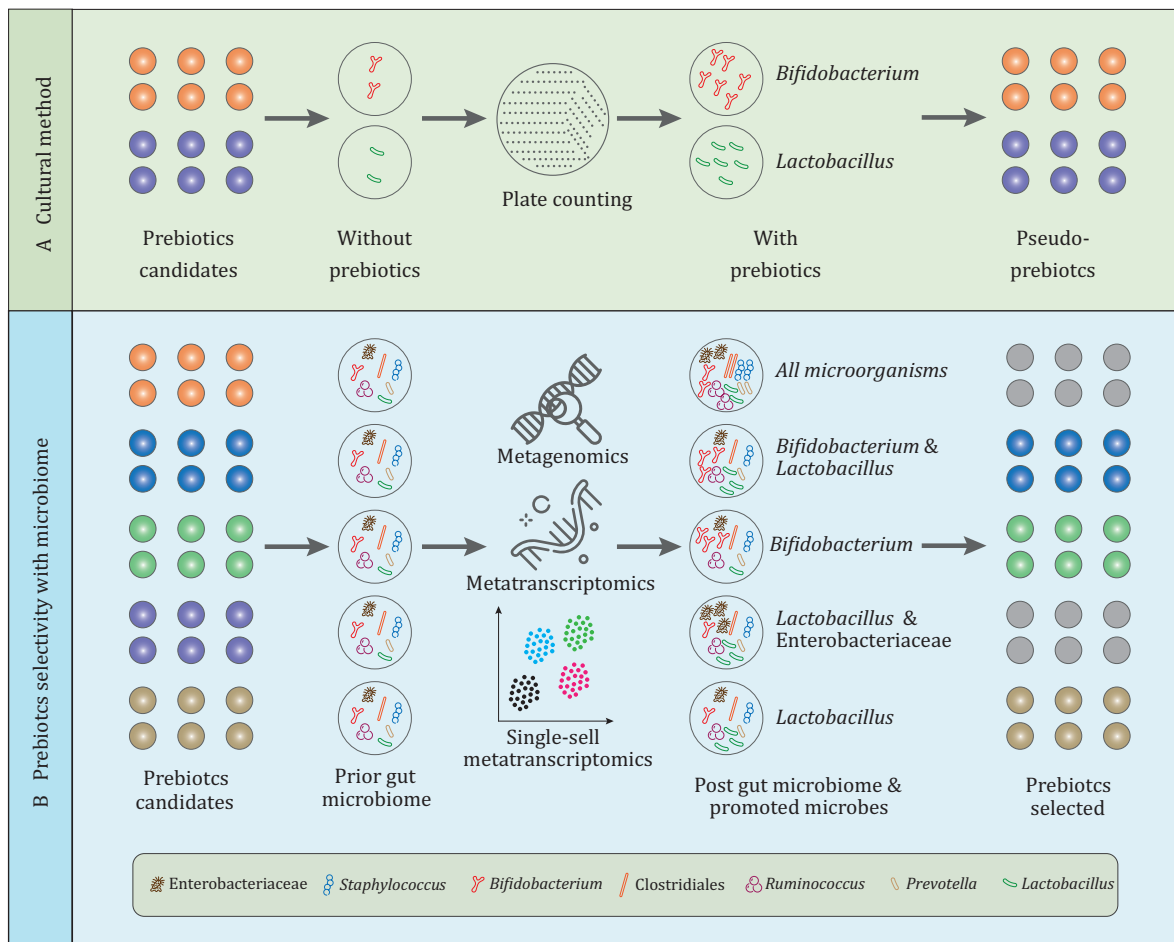 A Cultural method
Prebiotics
candidates
Without
prebiotics
Plate counting
Bifidobacterium
Lactobacillus
With
prebiotics
Pseudo-
prebiotcs
B Prebiotcs selectivity with microbiome
Prebiotcs
candidates
Prior gut
microbiome
Metagenomics
Metatranscriptomics
Single-sell
metatranscriptomics
All microorganisms
Bifidobacterium &
Lactobacillus
Bifidobacterium
Lactobacillus &
Enterobacteriaceae
Lactobacillus
Post gut microbiome &
promoted microbes
Prebiotcs
selected
Enterobacteriaceae Staphylococcus Bifidobacterium Clostridiales Ruminococcus Prevotella Lactobacillus